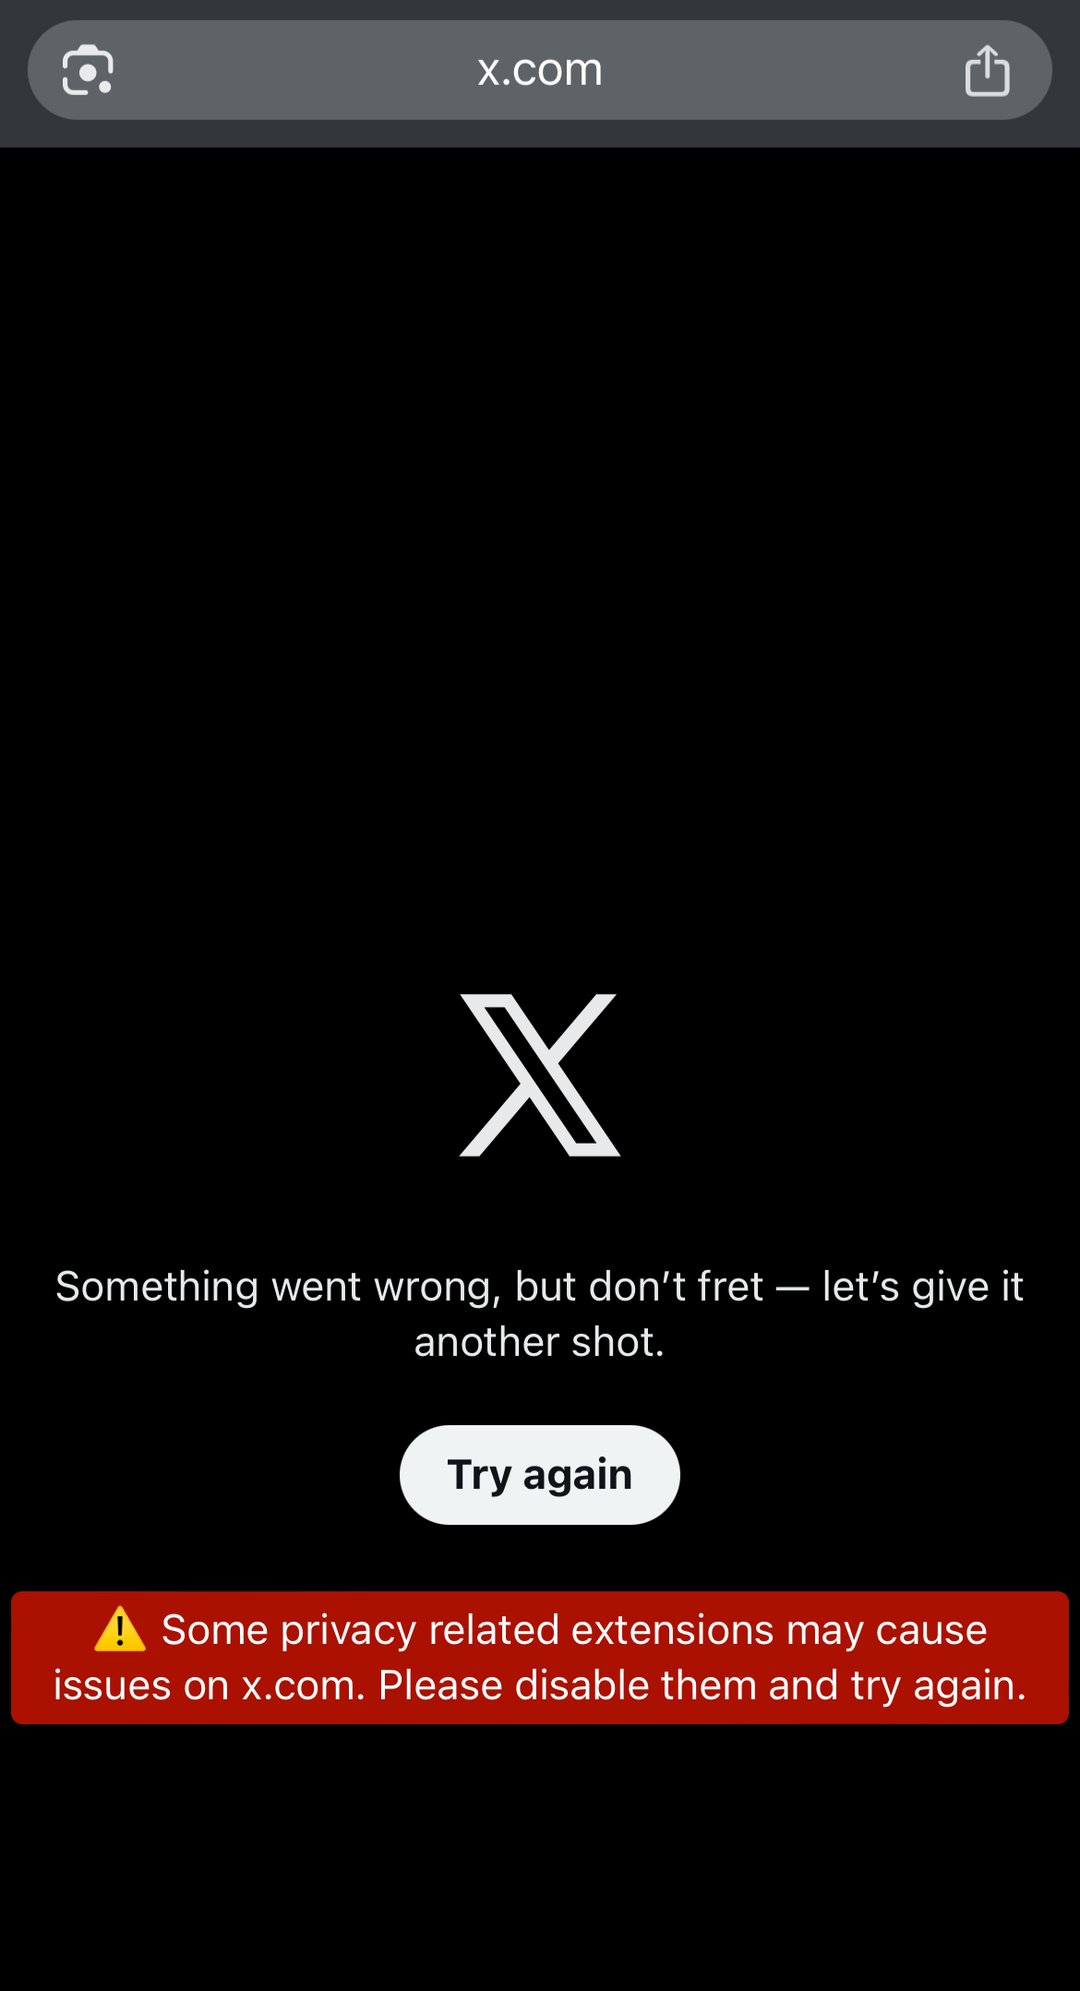 x.com
Something went wrong, but don’t fret — let’s give it
another shot.
Try again
⚠️ Some privacy related extensions may cause
issues on x.com. Please disable them and try again.